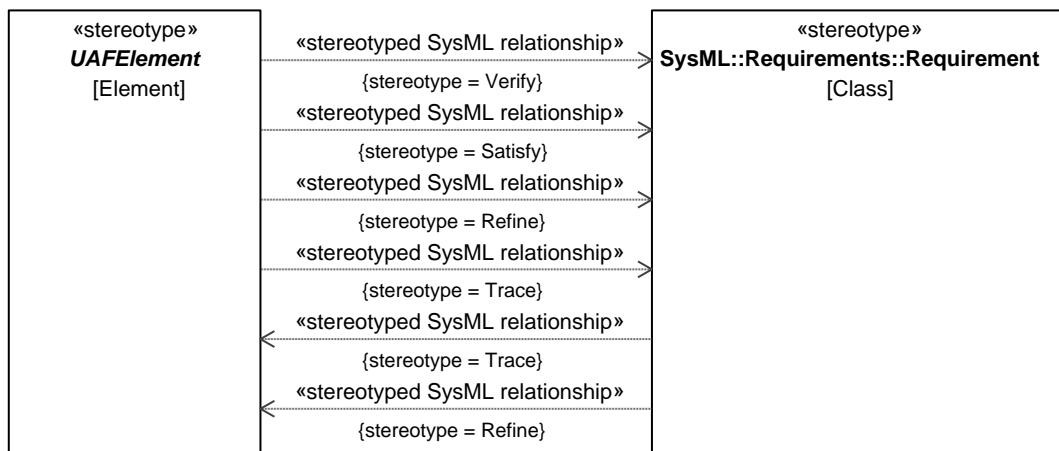 «stereotype»
UAFElement
[Element]
«stereotyped SysML relationship»
{stereotype = Verify}
«stereotyped SysML relationship»
{stereotype = Satisfy}
«stereotyped SysML relationship»
{stereotype = Refine}
«stereotyped SysML relationship»
{stereotype = Trace}
«stereotyped SysML relationship»
{stereotype = Trace}
«stereotyped SysML relationship»
{stereotype = Refine}
«stereotype»
SysML::Requirements::Requirement
[Class]